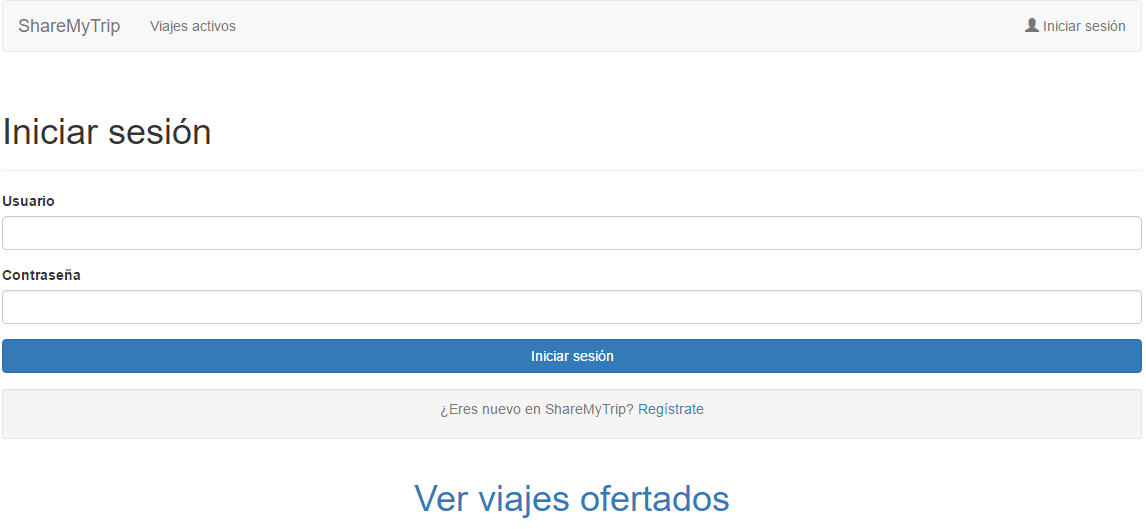 ShareMyTrip Viajes activos Iniciar sesión
Iniciar sesión
Usuario
Contraseña
Iniciar sesión
¿Eres nuevo en ShareMyTrip? Regístrate
Ver viajes ofertados